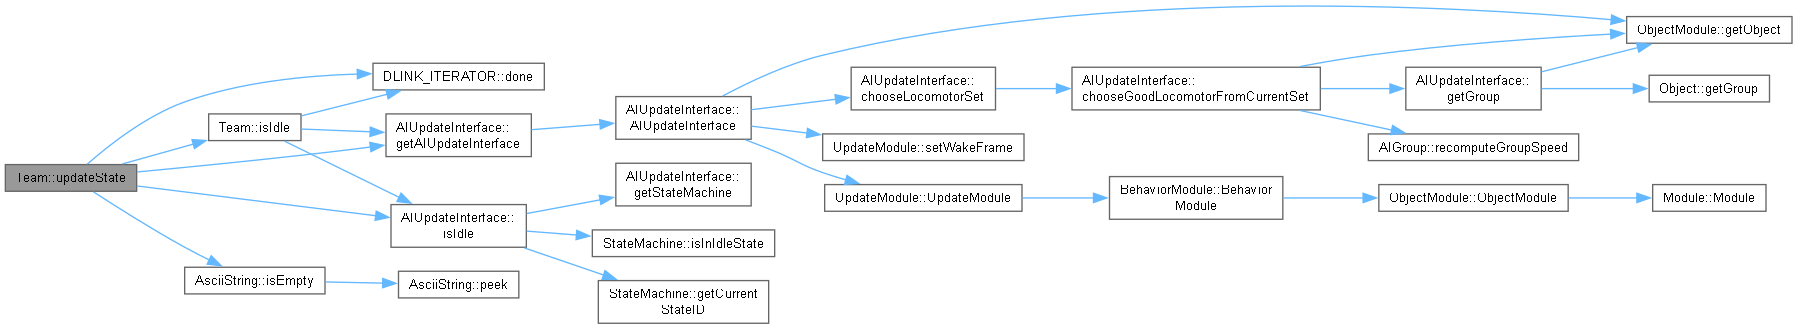 Team::updateState
DLINK_ITERATOR::done
Team::isIdle
AIUpdateInterface::
getAIUpdateInterface
AIUpdateInterface::
isIdle
AsciiString::isEmpty
AsciiString::peek
AIUpdateInterface::
AIUpdateInterface
AIUpdateInterface::
getStateMachine
StateMachine::isInIdleState
StateMachine::getCurrent
StateID
AIUpdateInterface::
chooseLocomotorSet
UpdateModule::setWakeFrame
UpdateModule::UpdateModule
AIUpdateInterface::
chooseGoodLocomotorFromCurrentSet
BehaviorModule::Behavior
Module
AIUpdateInterface::
getGroup
AIGroup::recomputeGroupSpeed
ObjectModule::ObjectModule
ObjectModule::getObject
Object::getGroup
Module::Module